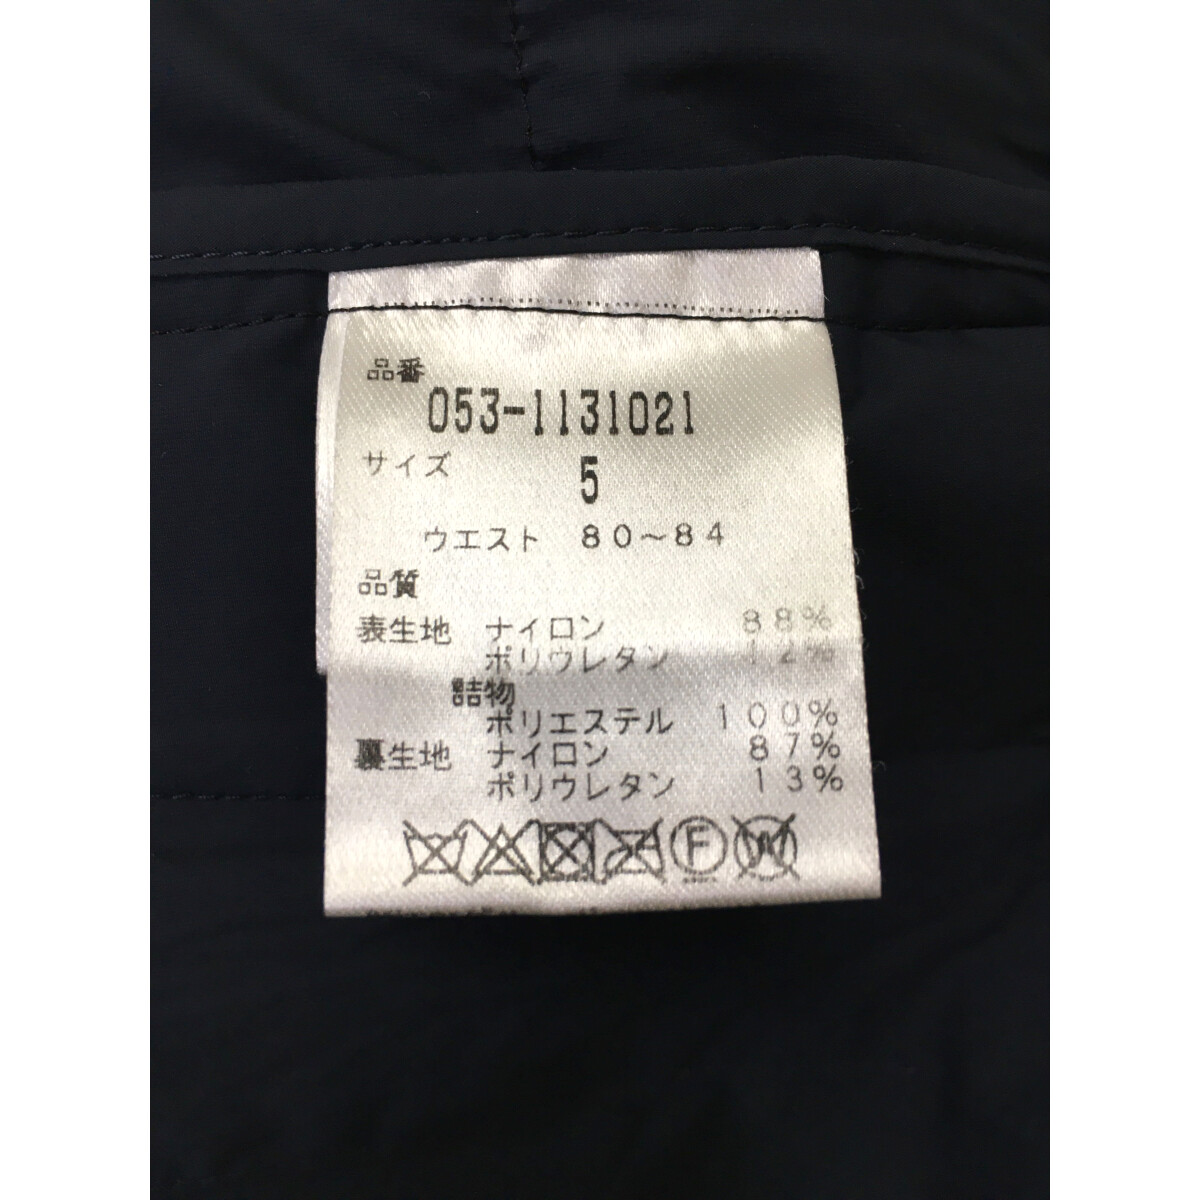 品番
053-1131021
サイズ 5
ウエスト 80～84
品質
表生地 ナイロン 88%
ポリウレタン 12%
詰物
ポリエステル 100%
裏生地 ナイロン 87%
ポリウレタン 13%
F W